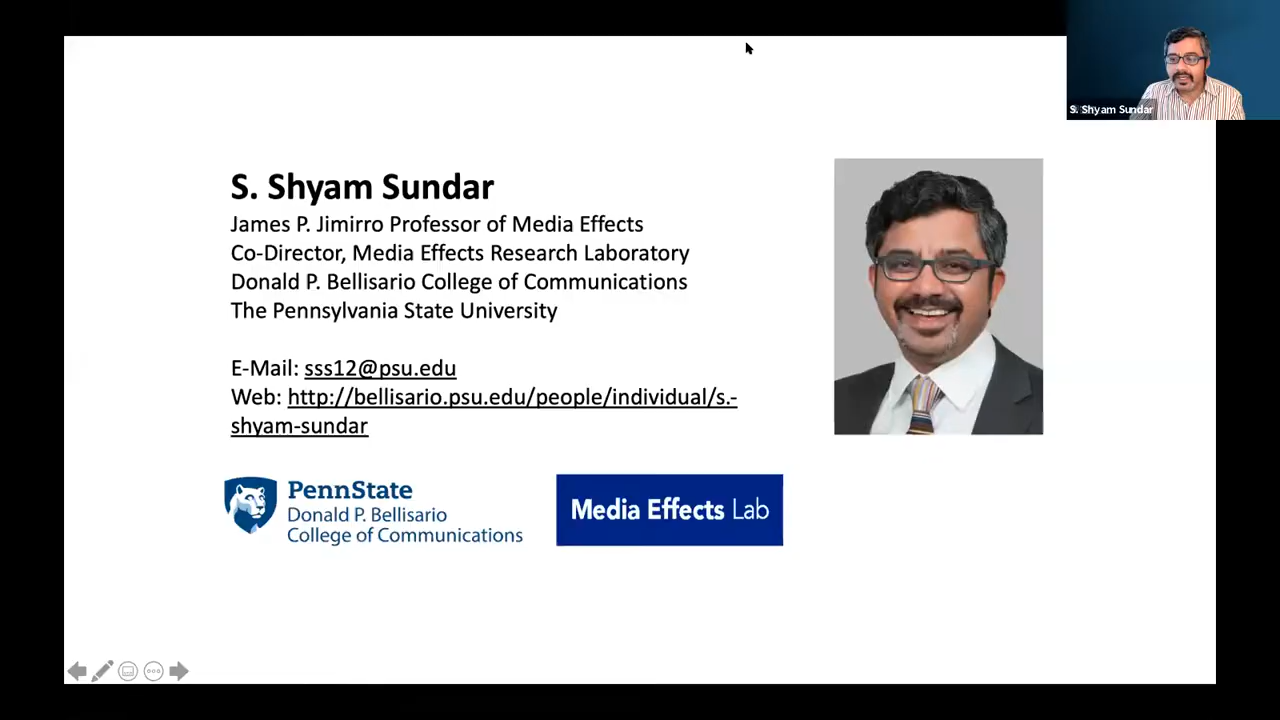 S. Shyam Sundar
S. Shyam Sundar
James P. Jimirro Professor of Media Effects
Co-Director, Media Effects Research Laboratory
Donald P. Bellisario College of Communications
The Pennsylvania State University
E-Mail: sss12@psu.edu
Web: http://bellisario.psu.edu/people/individual/s.-
shyam-sundar
PennState
Donald P. Bellisario
College of Communications
Media Effects Lab